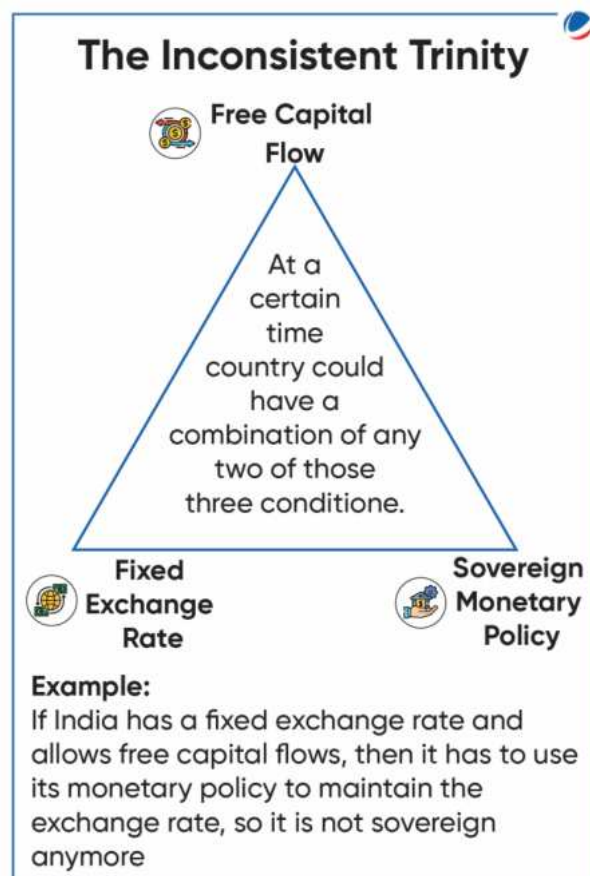 The Inconsistent Trinity
Free Capital
Flow
At a
certain
time
country could
have a
combination of any
two of those
three conditione.
Fixed
Exchange
Rate
Sovereign
Monetary
Policy
Example:
If India has a fixed exchange rate and
allows free capital flows, then it has to use
its monetary policy to maintain the
exchange rate, so it is not sovereign
anymore